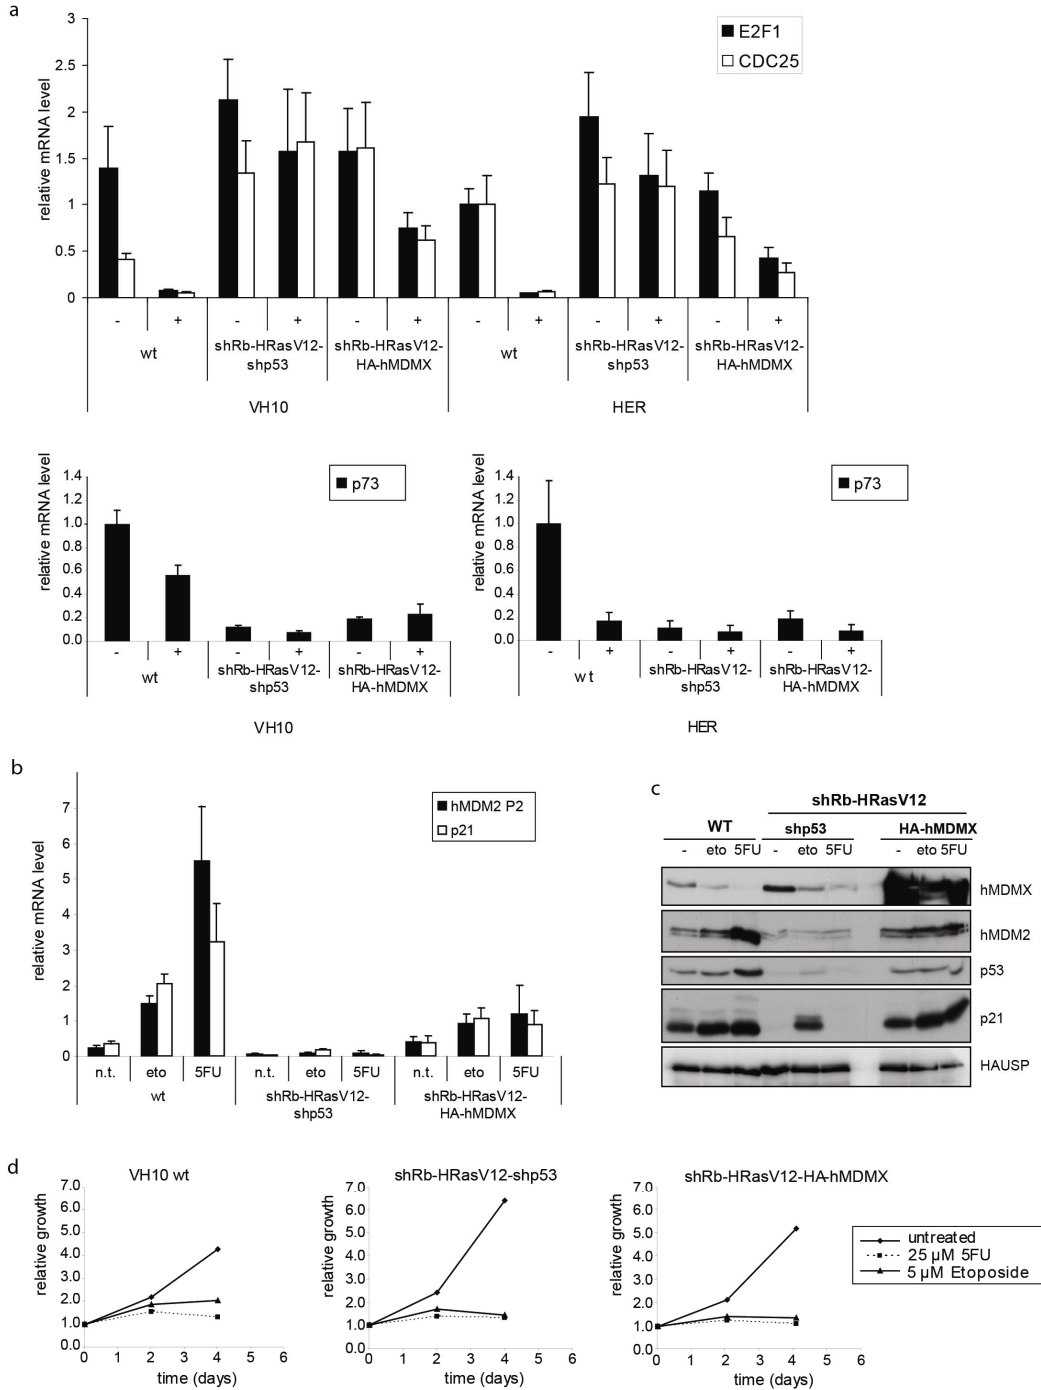 a
3
2.5
2
1.5
1
0.5
0
relative mRNA level
E2F1
CDC25
- + - + - + - + - + - +
wt shRb-HRasV12- shRb-HRasV12- wt shRb-HRasV12- shRb-HRasV12-
shp53 HA-hMDMX shp53 HA-hMDMX
VH10 HER
1.4
1.2
1.0
0.8
0.6
0.4
0.2
0.0
relative mRNA level
p73
- + - + - +
wt shRb-HRasV12- shRb-HRasV12-
shp53 HA-hMDMX
VH10
1.4
1.2
1.0
0.8
0.6
0.4
0.2
0.0
relative mRNA level
p73
- + - + - +
wt shRb-HRasV12- shRb-HRasV12-
shp53 HA-hMDMX
HER
b
7
6
5
4
3
2
1
0
relative mRNA level
hMDM2 P2
p21
n.t. eto 5FU n.t. eto 5FU n.t. eto 5FU
wt shRb-HRasV12- shRb-HRasV12-
shp53 HA-hMDMX
c
shRb-HRasV12
WT shp53 HA-hMDMX
- eto 5FU - eto 5FU - eto 5FU
hMDMX
hMDM2
p53
p21
HAUSP
d
VH10 wt
7.0
6.0
5.0
4.0
3.0
2.0
1.0
0.0
relative growth
0 1 2 3 4 5 6
time (days)
shRb-HRasV12-shp53
7.0
6.0
5.0
4.0
3.0
2.0
1.0
0.0
relative growth
0 1 2 3 4 5 6
time (days)
shRb-HRasV12-HA-hMDMX
7.0
6.0
5.0
4.0
3.0
2.0
1.0
0.0
relative growth
0 1 2 3 4 5 6
time (days)
untreated
25 µM 5FU
5 µM Etoposide